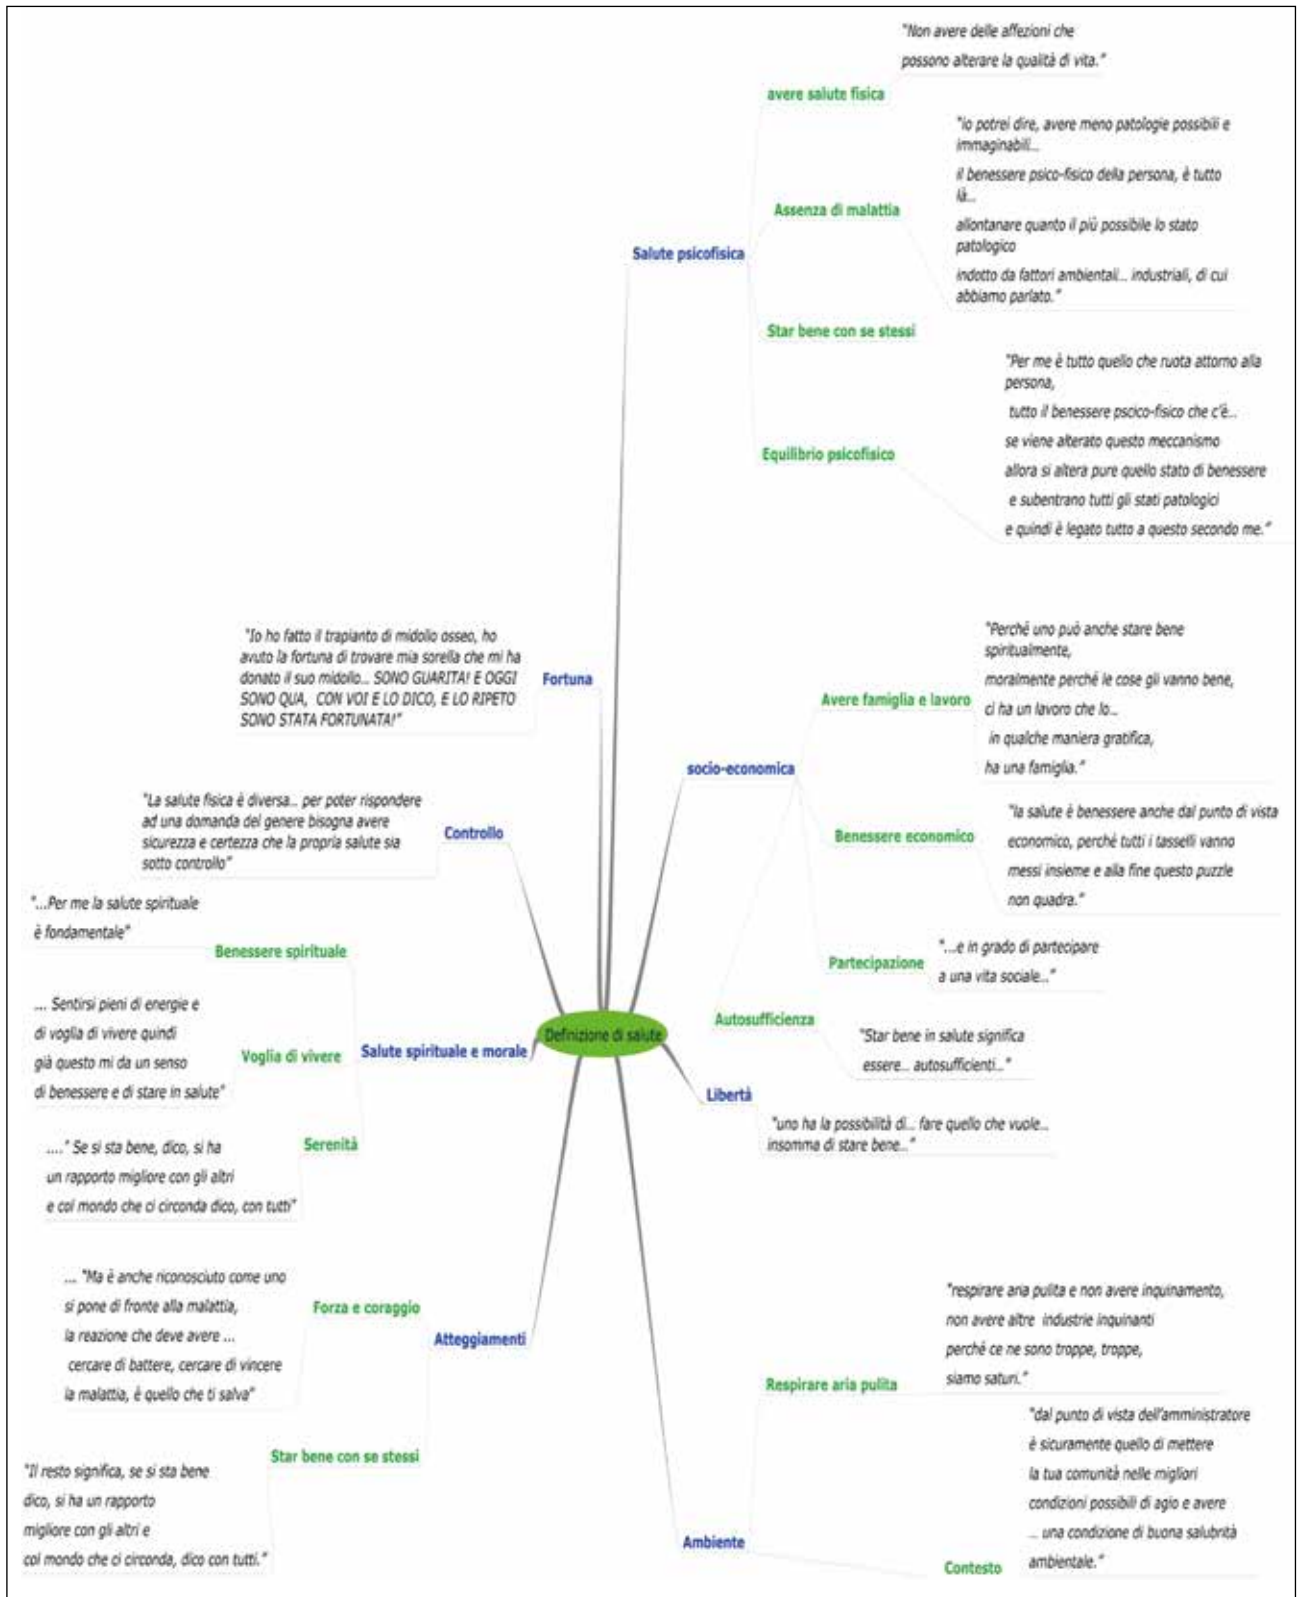 "Non avere delle affezioni che
possono alterare la qualità di vita."
avere salute fisica
"Io potrei dire, avere meno patologie possibili e
immaginabili...
il benessere psico-fisico della persona, è tutto
là...
allontanare quanto il più possibile lo stato
patologico
indotto da fattori ambientali... industriali, di cui
abbiamo parlato."
Assenza di malattia
Salute psicofisica
Star bene con se stessi
"Per me è tutto quello che ruota attorno alla
persona,
tutto il benessere pscico-fisico che c'è...
se viene alterato questo meccanismo
allora si altera pure quello stato di benessere
e subentrano tutti gli stati patologici
e quindi è legato tutto a questo secondo me."
Equilibrio psicofisico
"Io ho fatto il trapianto di midollo osseo, ho
avuto la fortuna di trovare mia sorella che mi ha
donato il suo midollo... SONO GUARITA! E OGGI
SONO QUA, CON VOI E LO DICO, E LO RIPETO
SONO STATA FORTUNATA!"
Fortuna
"Perché uno può anche stare bene
spiritualmente,
moralmente perché le cose gli vanno bene,
ci ha un lavoro che lo...
in qualche maniera gratifica,
ha una famiglia."
Avere famiglia e lavoro
socio-economica
"La salute fisica è diversa... per poter rispondere
ad una domanda del genere bisogna avere
sicurezza e certezza che la propria salute sia
sotto controllo"
Controllo
"la salute è benessere anche dal punto di vista
economico, perché tutti i tasselli vanno
messi insieme e alla fine questo puzzle
non quadra."
Benessere economico
"...Per me la salute spirituale
è fondamentale"
Benessere spirituale
Partecipazione
"...e in grado di partecipare
a una vita sociale..."
... Sentirsi pieni di energie e
di voglia di vivere quindi
già questo mi da un senso
di benessere e di stare in salute"
Voglia di vivere
Salute spirituale e morale
Definizione di salute
Autosufficienza
"Star bene in salute significa
essere... autosufficienti..."
Libertà
"uno ha la possibilità di... fare quello che vuole...
insomma di stare bene..."
Serenità
...." Se si sta bene, dico, si ha
un rapporto migliore con gli altri
e col mondo che ci circonda dico, con tutti"
... "Ma è anche riconosciuto come uno
si pone di fronte alla malattia,
la reazione che deve avere ...
cercare di battere, cercare di vincere
la malattia, è quello che ti salva"
Forza e coraggio
Atteggiamenti
Star bene con se stessi
"Il resto significa, se si sta bene
dico, si ha un rapporto
migliore con gli altri e
col mondo che ci circonda, dico con tutti."
"respirare aria pulita e non avere inquinamento,
non avere altre industrie inquinanti
perché ce ne sono troppe, troppe,
siamo saturi."
Respirare aria pulita
Ambiente
"dal punto di vista dell'amministratore
è sicuramente quello di mettere
la tua comunità nelle migliori
condizioni possibili di agio e avere
... una condizione di buona salubrità
ambientale."
Contesto